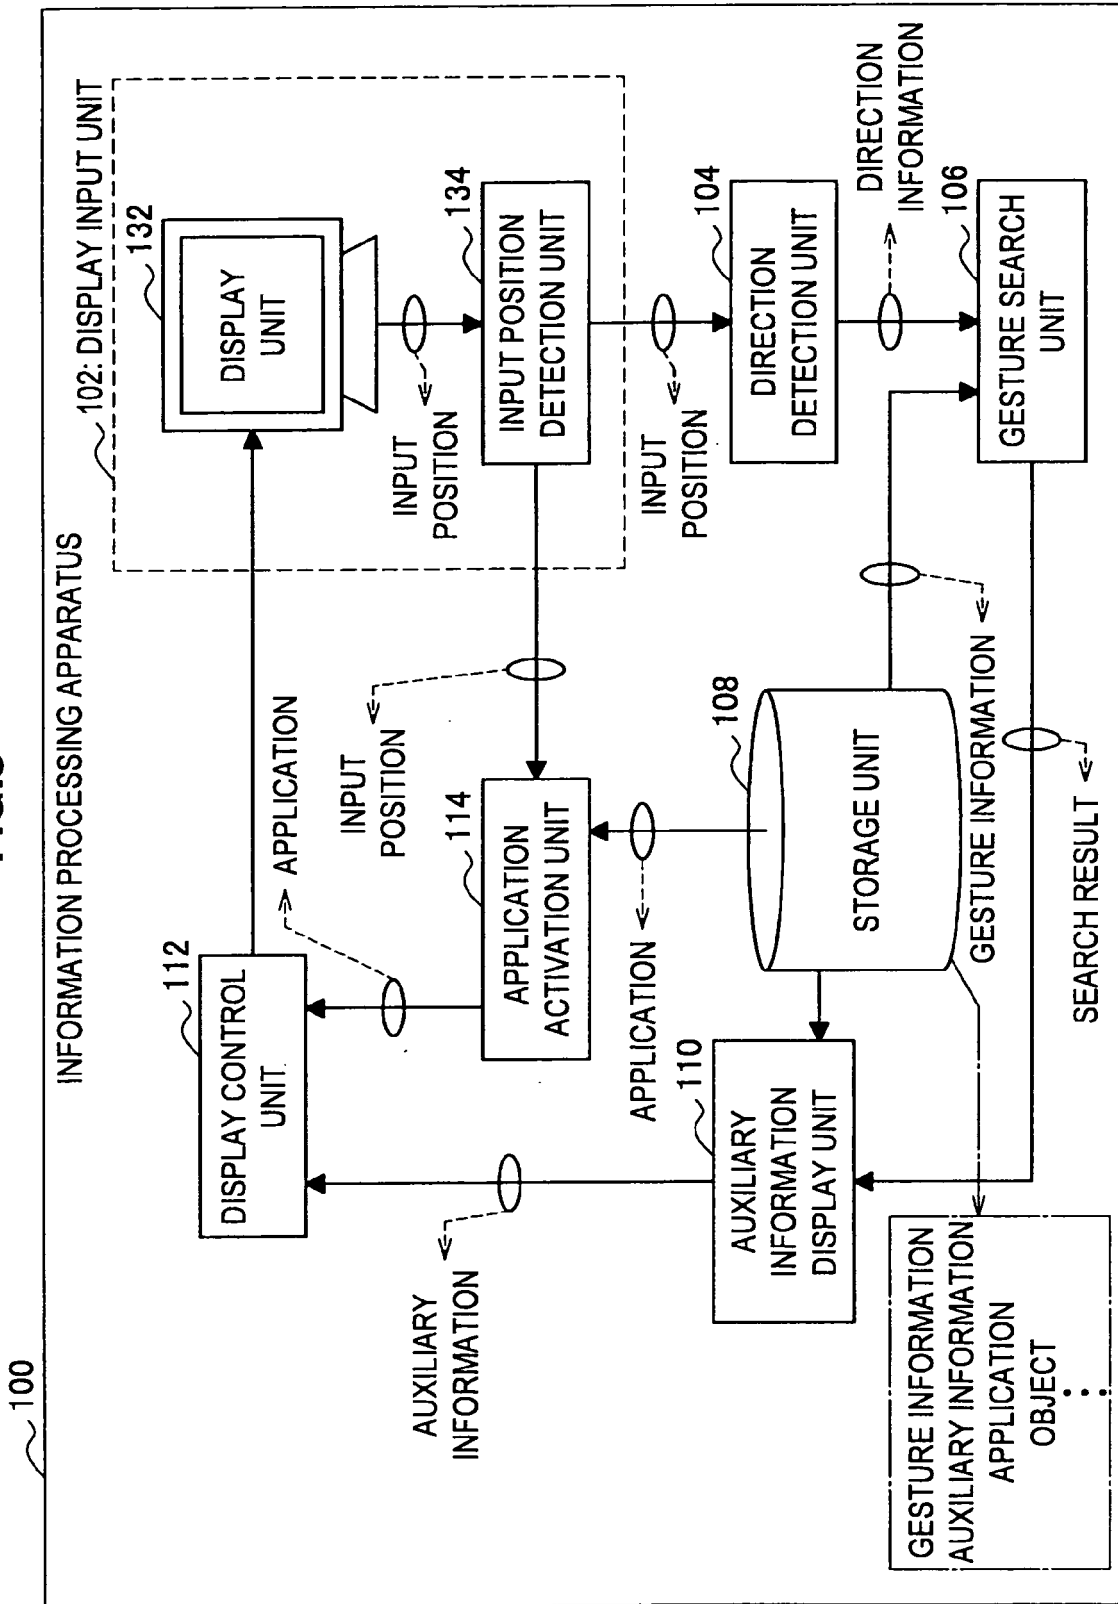 100
INFORMATION PROCESSING APPARATUS
102: DISPLAY INPUT UNIT
132
DISPLAY
UNIT
INPUT
POSITION
134
INPUT POSITION
DETECTION UNIT
INPUT
POSITION
104
DIRECTION
DETECTION UNIT
DIRECTION
INFORMATION
106
GESTURE SEARCH
UNIT
112
DISPLAY CONTROL
UNIT
APPLICATION
INPUT
POSITION
114
APPLICATION
ACTIVATION UNIT
APPLICATION
108
STORAGE UNIT
GESTURE INFORMATION
SEARCH RESULT
AUXILIARY
INFORMATION
110
AUXILIARY
INFORMATION
DISPLAY UNIT
GESTURE INFORMATION
AUXILIARY INFORMATION
APPLICATION
OBJECT